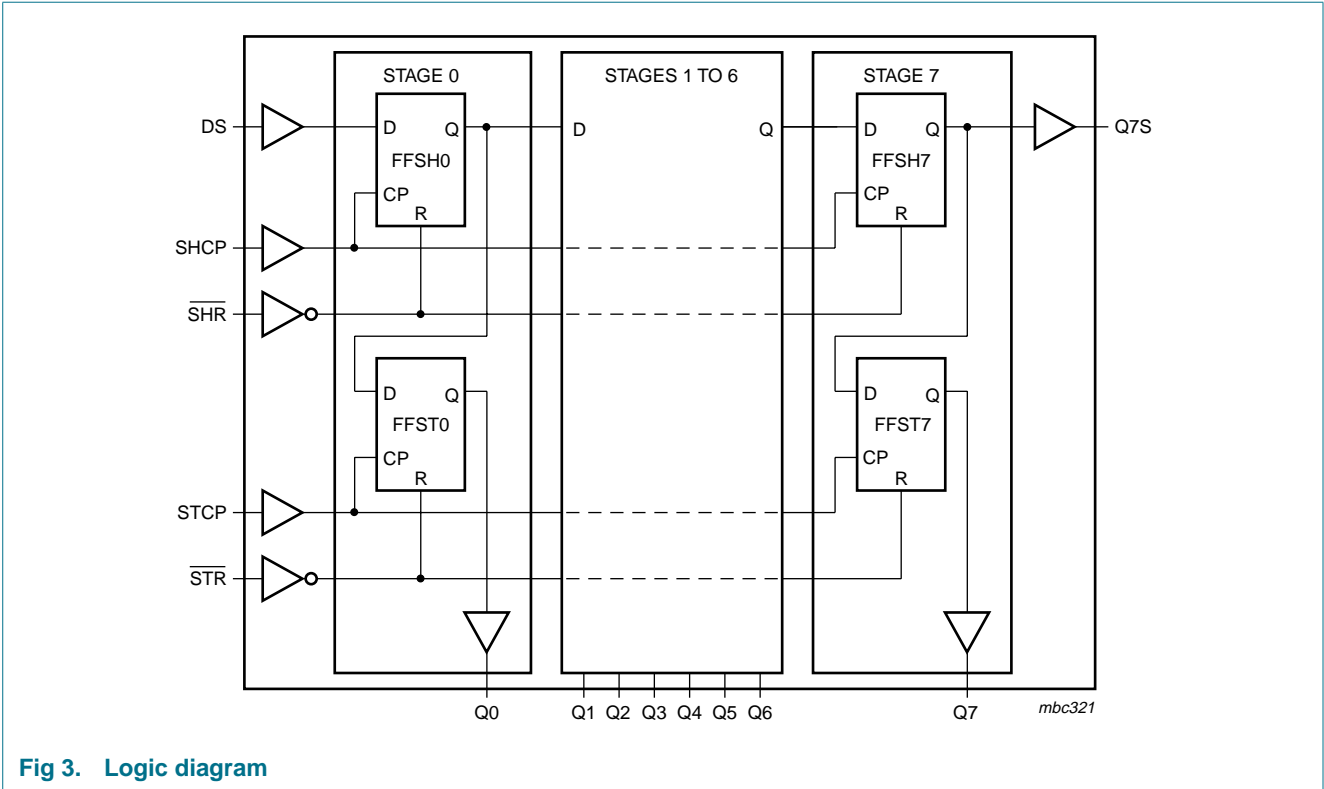 STAGE 0 STAGES 1 TO 6 STAGE 7
DS D Q D Q D Q Q7S
FFSH0 FFSH7
CP CP
R R
SHCP
SHR
D Q D Q
FFST0 FFST7
CP CP
R R
STCP
STR
Q0 Q1 Q2 Q3 Q4 Q5 Q6 Q7 mbc321
Fig 3. Logic diagram